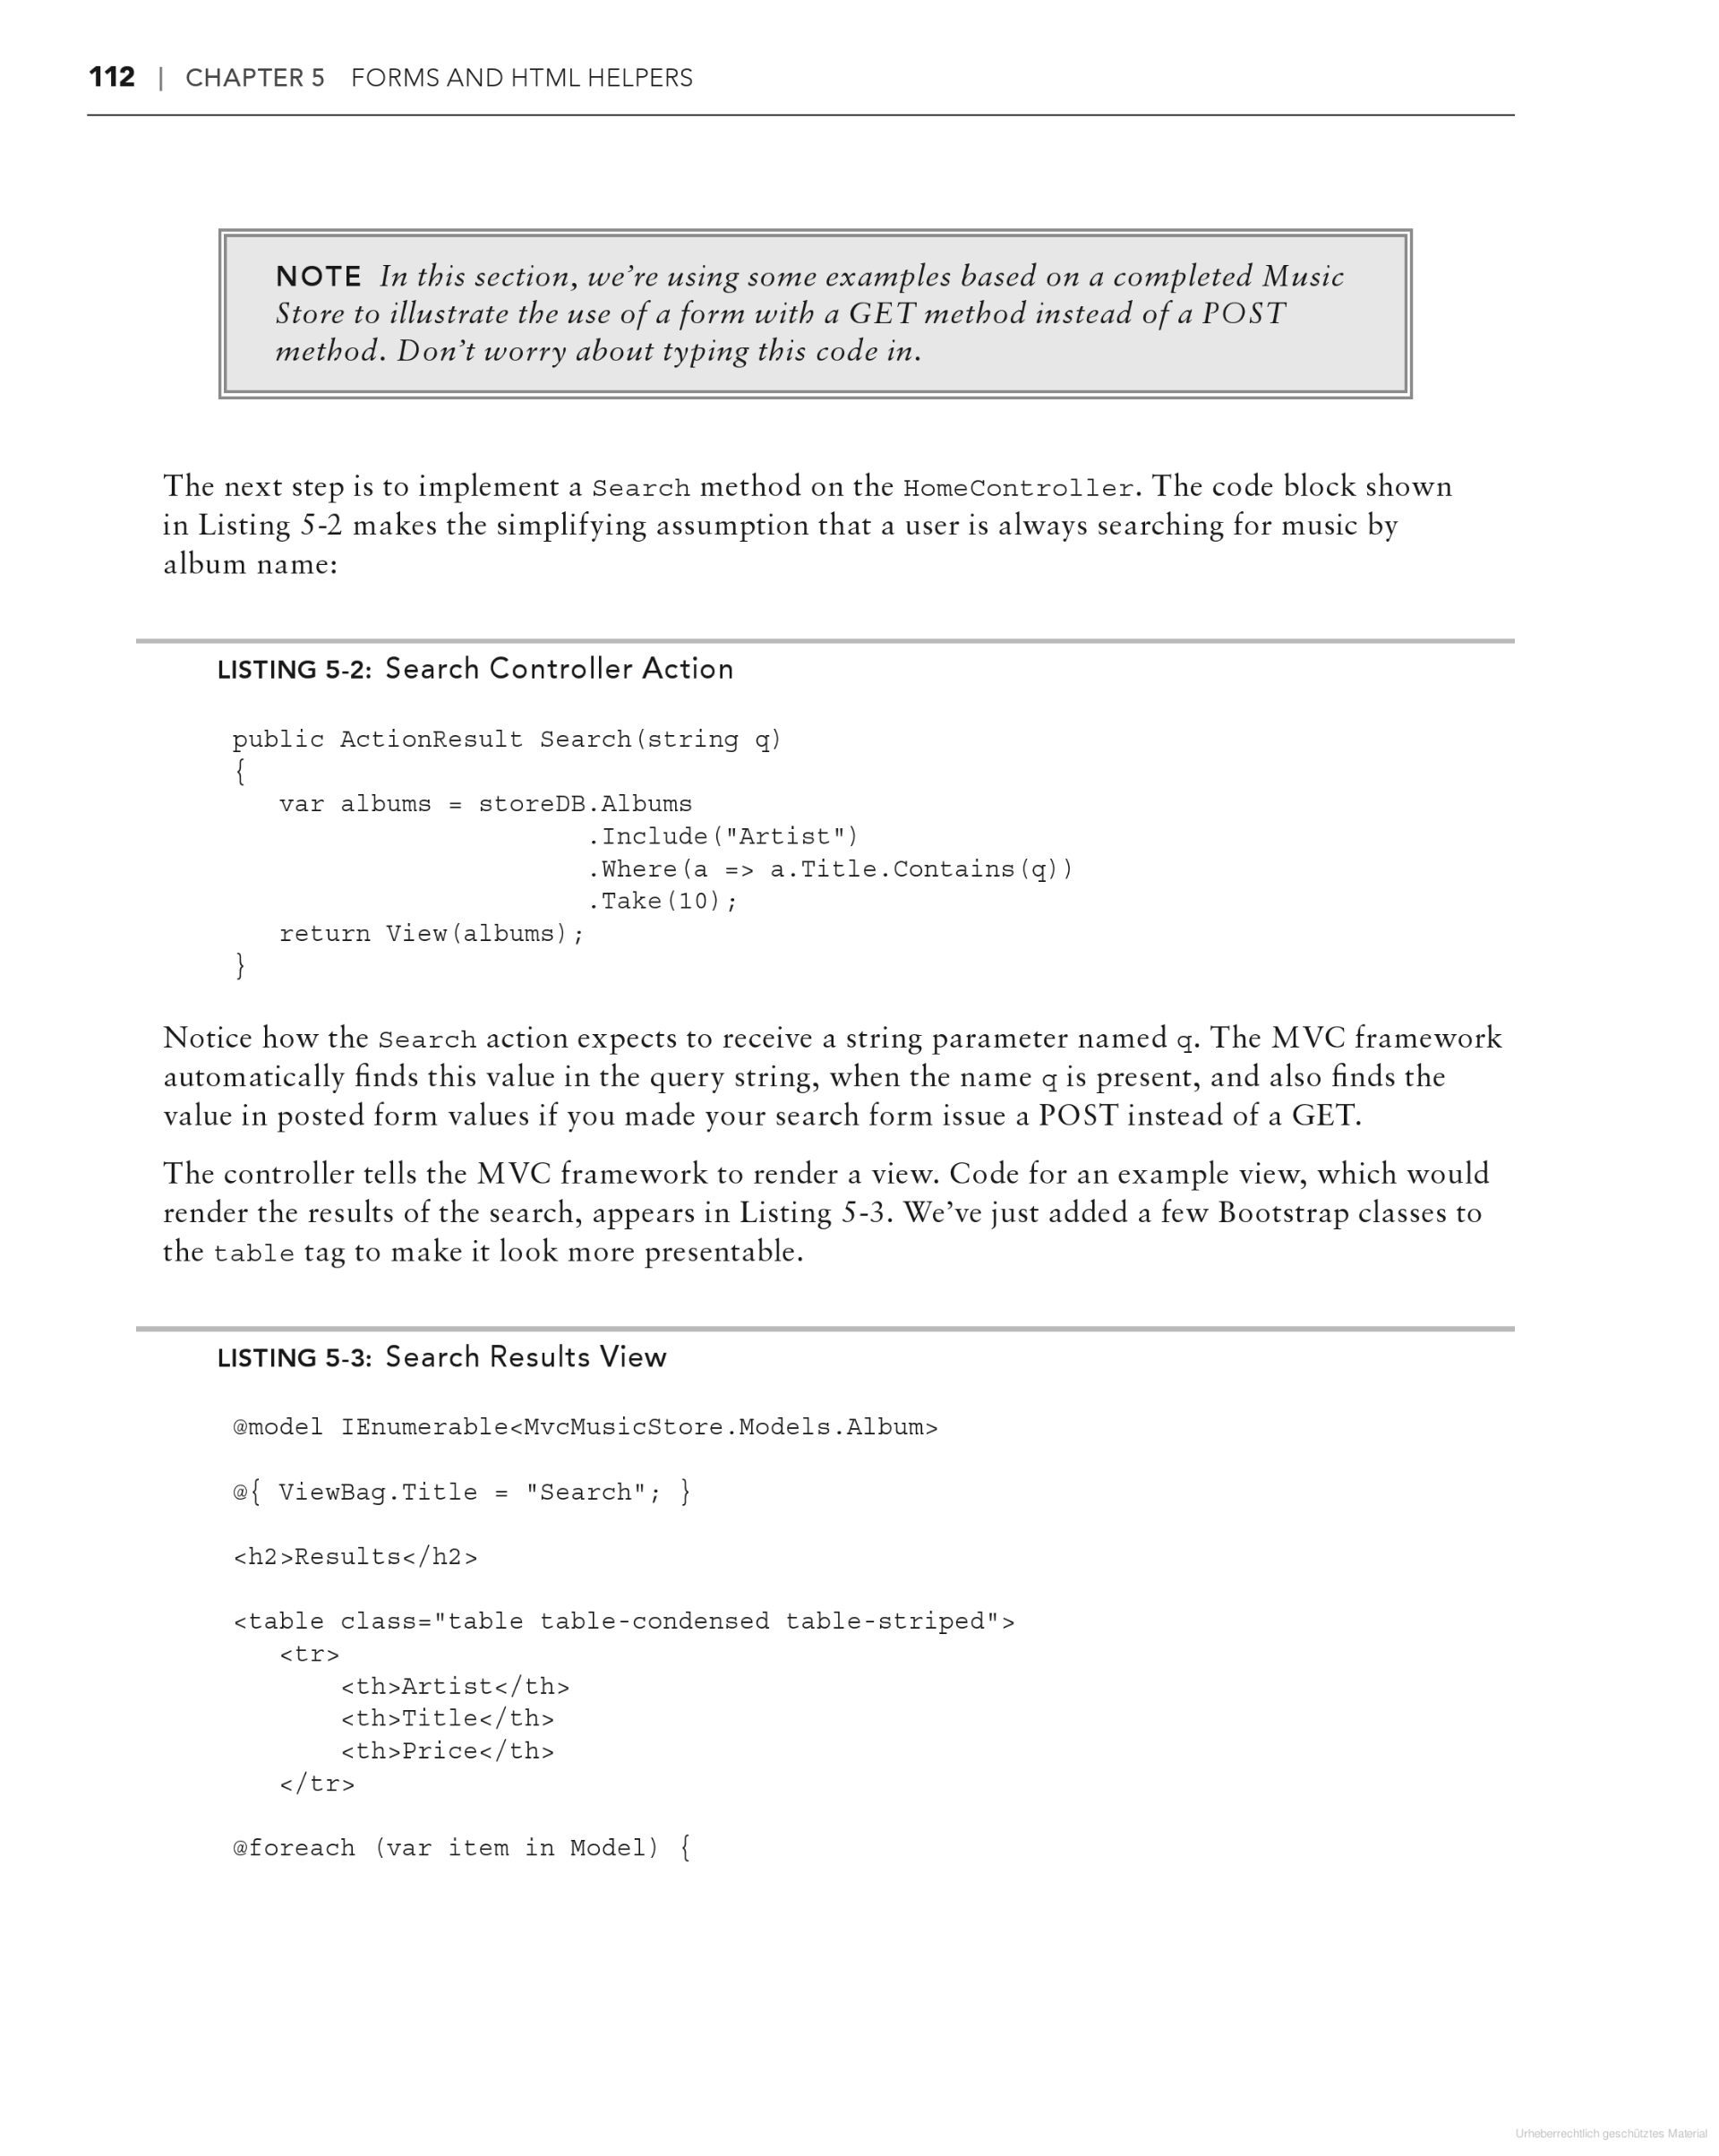 112 | CHAPTER 5 FORMS AND HTML HELPERS
NOTE In this section, we’re using some examples based on a completed Music
Store to illustrate the use of a form with a GET method instead of a POST
method. Don’t worry about typing this code in.
The next step is to implement a Search method on the HomeController. The code block shown
in Listing 5-2 makes the simplifying assumption that a user is always searching for music by
album name:
LISTING 5-2: Search Controller Action
public ActionResult Search(string q)
{
   var albums = storeDB.Albums
                       .Include("Artist")
                       .Where(a => a.Title.Contains(q))
                       .Take(10);
   return View(albums);
}
Notice how the Search action expects to receive a string parameter named q. The MVC framework
automatically finds this value in the query string, when the name q is present, and also finds the
value in posted form values if you made your search form issue a POST instead of a GET.
The controller tells the MVC framework to render a view. Code for an example view, which would
render the results of the search, appears in Listing 5-3. We’ve just added a few Bootstrap classes to
the table tag to make it look more presentable.
LISTING 5-3: Search Results View
@model IEnumerable<MvcMusicStore.Models.Album>
@{ ViewBag.Title = "Search"; }
<h2>Results</h2>
<table class="table table-condensed table-striped">
   <tr>
       <th>Artist</th>
       <th>Title</th>
       <th>Price</th>
   </tr>
@foreach (var item in Model) {
Urheberrechtlich geschütztes Material